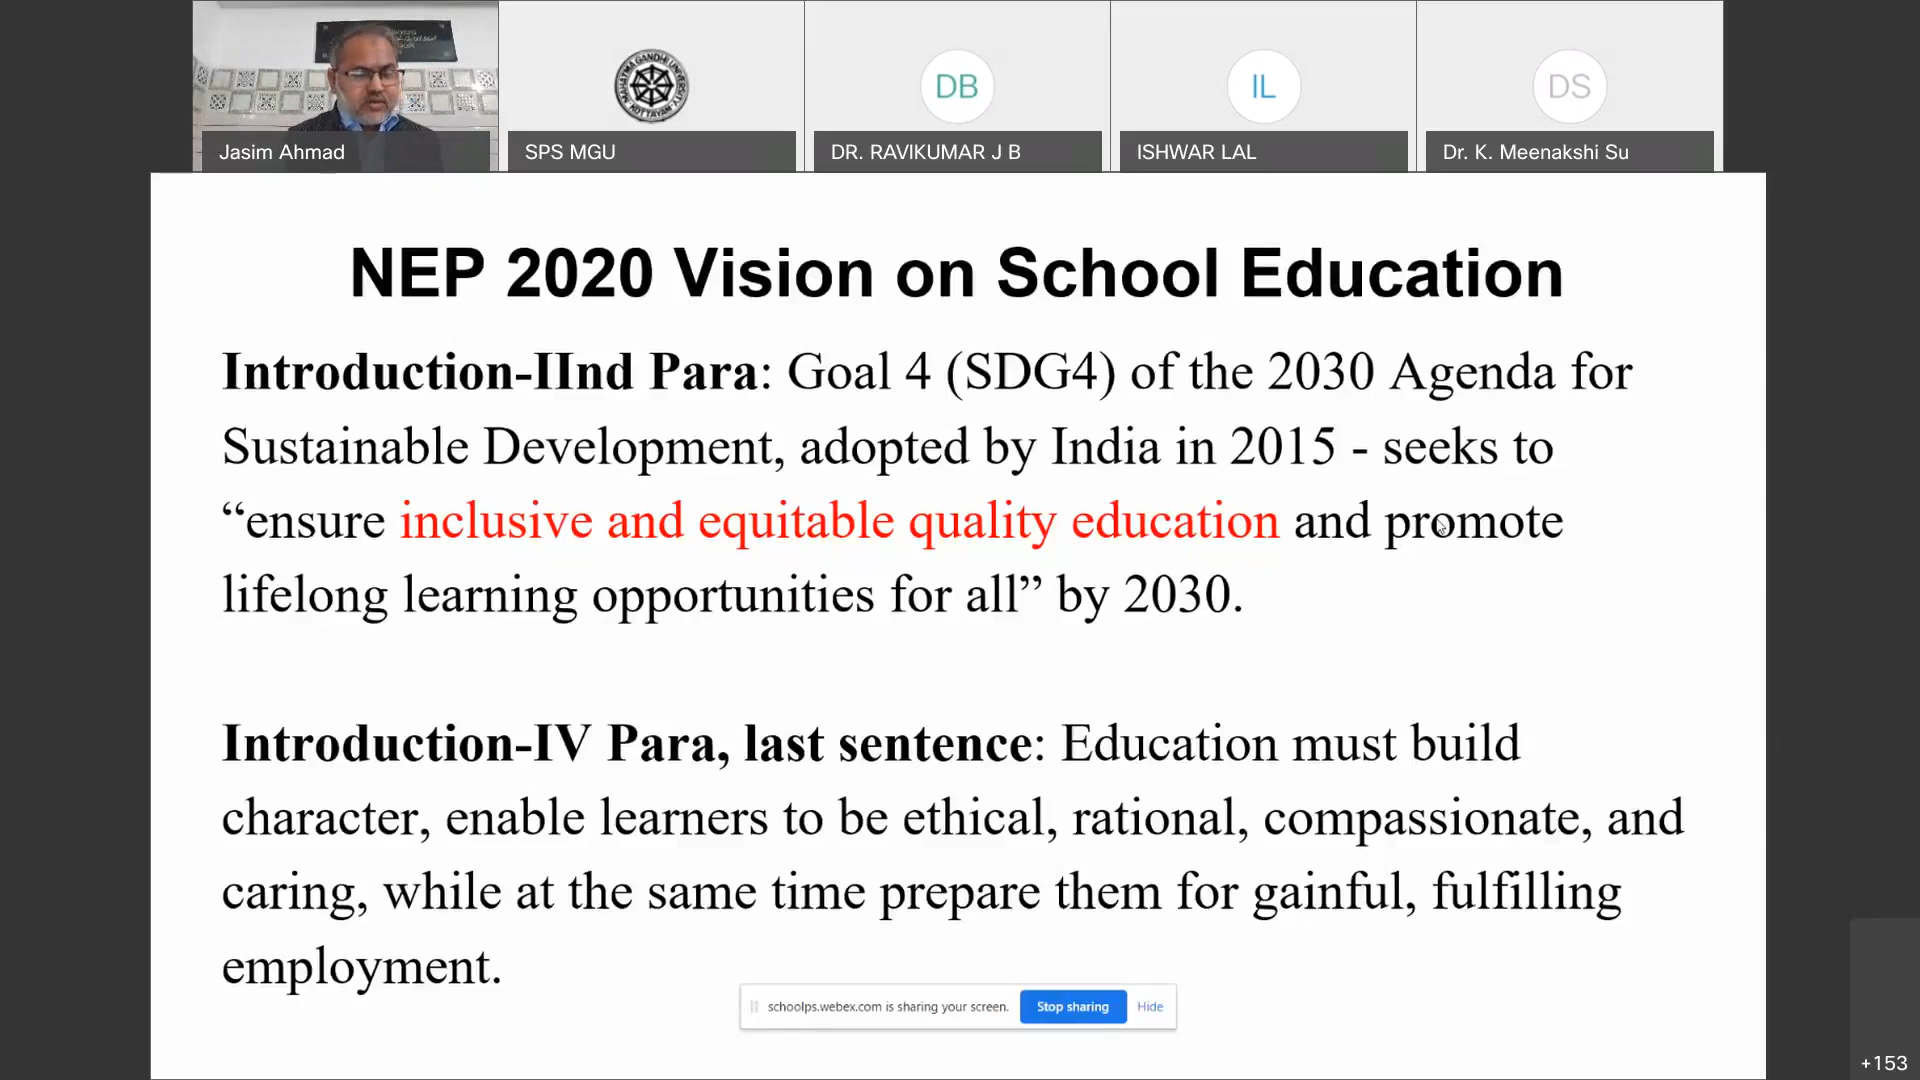 Jasim Ahmad
MAHATMA GANDHI UNIVERSITY
KOTTAYAM
SPS MGU
DB
DR. RAVIKUMAR J B
IL
ISHWAR LAL
DS
Dr. K. Meenakshi Su
NEP 2020 Vision on School Education
Introduction-IInd Para: Goal 4 (SDG4) of the 2030 Agenda for
Sustainable Development, adopted by India in 2015 - seeks to
“ensure inclusive and equitable quality education and promote
lifelong learning opportunities for all” by 2030.
Introduction-IV Para, last sentence: Education must build
character, enable learners to be ethical, rational, compassionate, and
caring, while at the same time prepare them for gainful, fulfilling
employment.
schoolps.webex.com is sharing your screen.
Stop sharing
Hide
+153